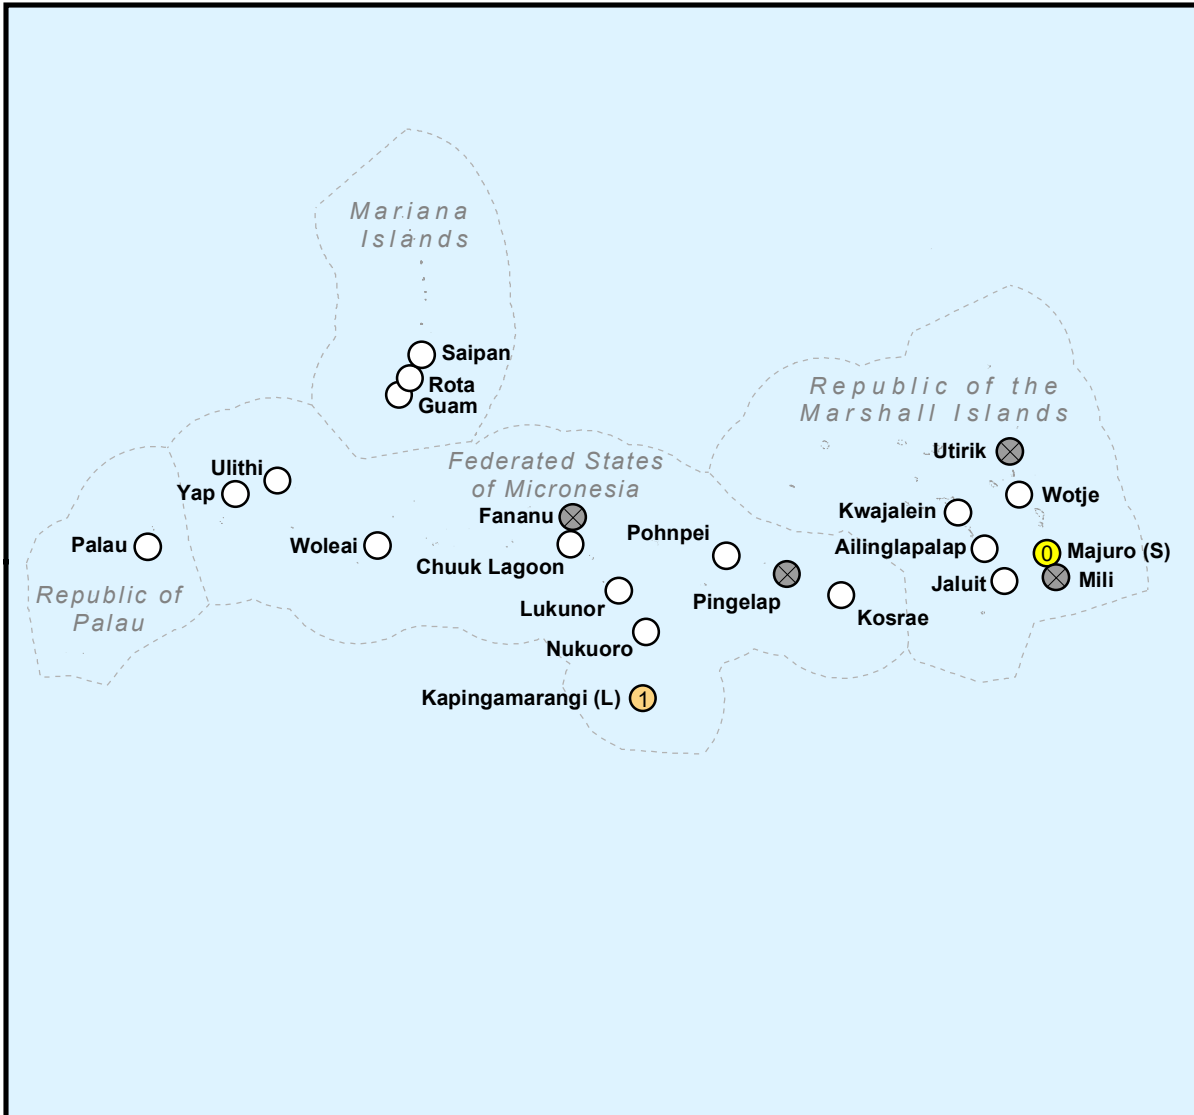 Mariana
Islands
Saipan
Rota
Guam
Republic of the
Marshall Islands
Utirik
Ulithi
Yap
Federated States
of Micronesia
Wotje
Kwajalein
Fananu
Pohnpei
Palau
Woleai
Chuuk Lagoon
Ailinglapalap
0
Majuro (S)
Republic of
Palau
Lukunor
Pingelap
Kosrae
Jaluit
Mili
Nukuoro
Kapingamarangi (L)
1